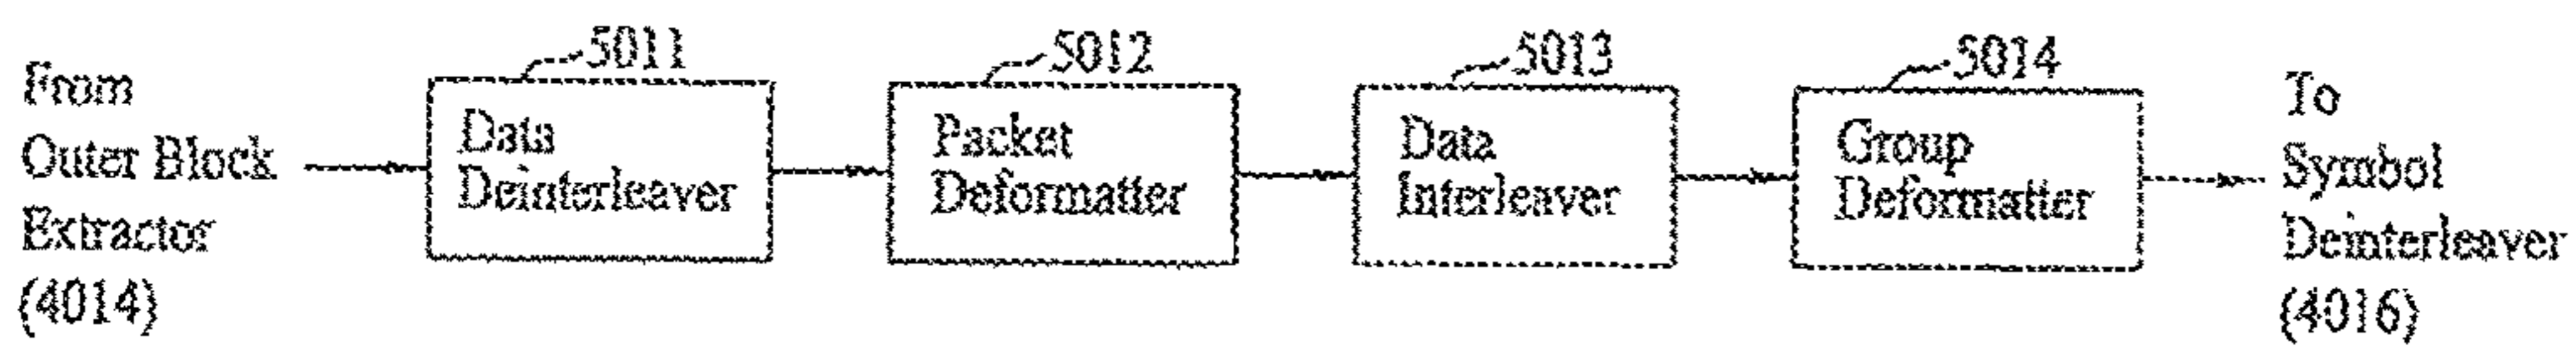 From
Outer Block
Extractor
(4014)
5011
Data
Deinterleaver
5012
Packet
Deformatter
5013
Data
Interleaver
5014
Group
Deformatter
To
Symbol
Deinterleaver
(4016)